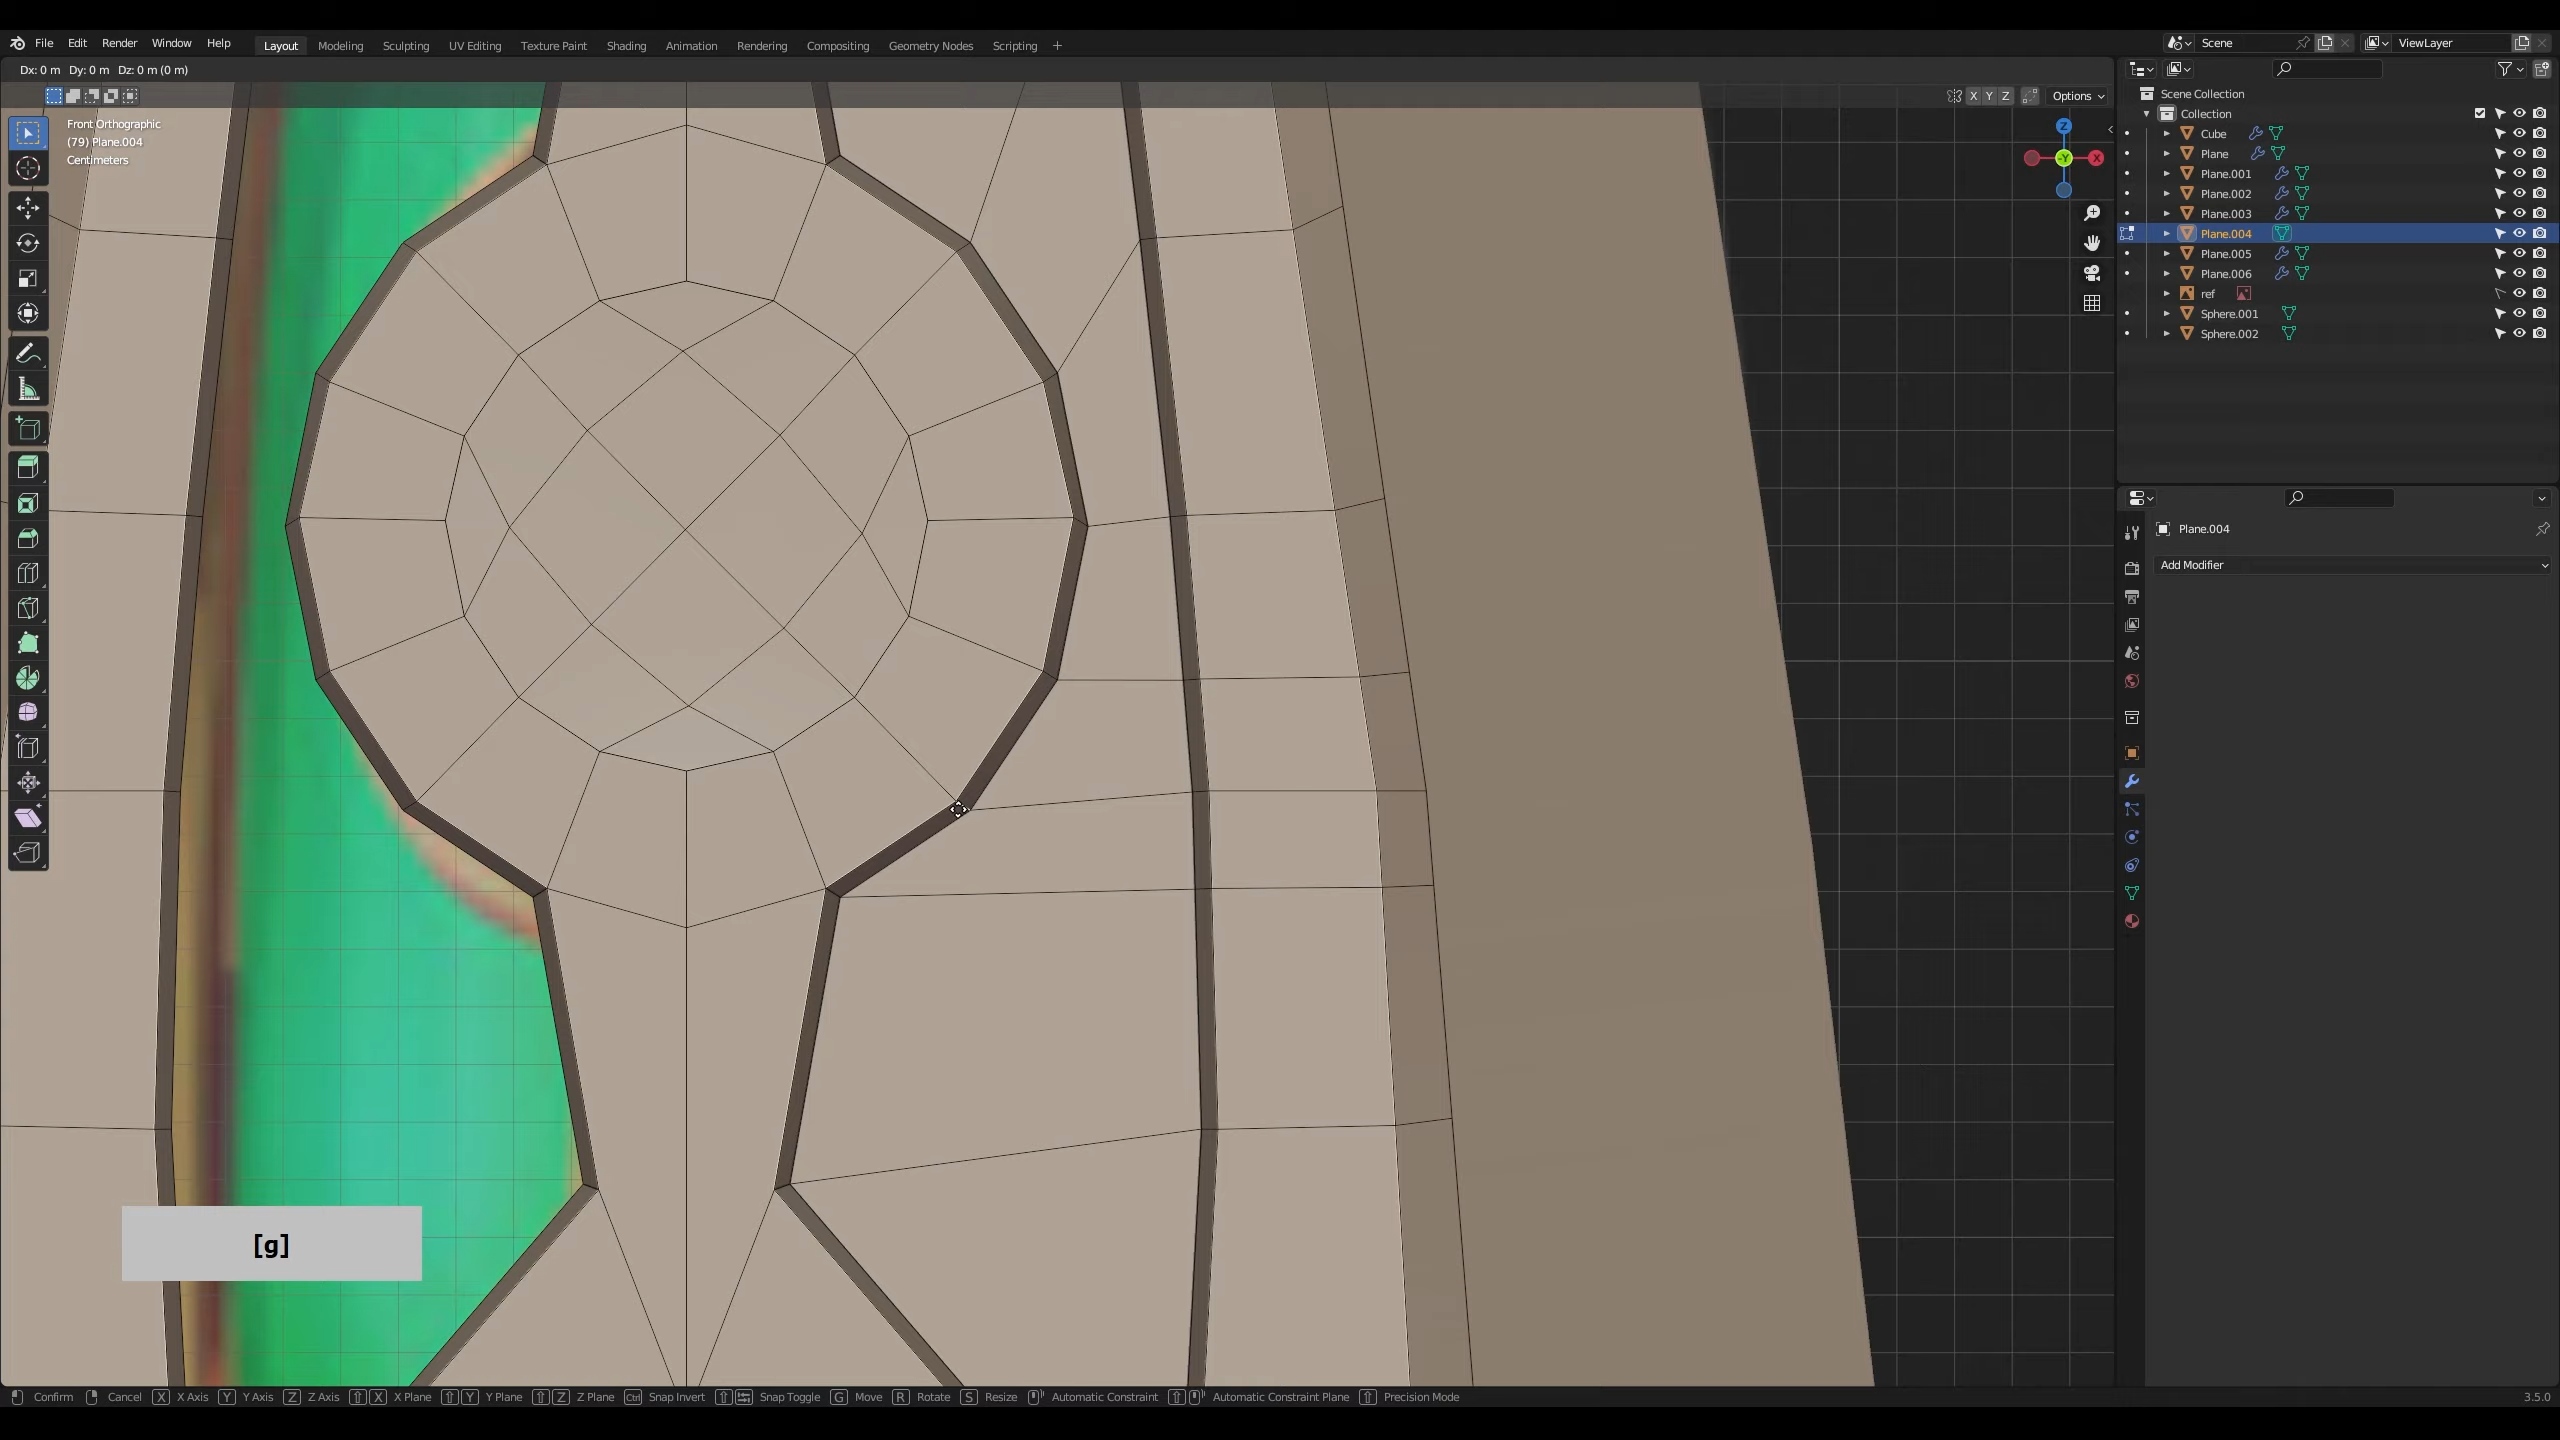 File Edit Render Window Help Layout Modeling Sculpting UV Editing Texture Paint Shading Animation Rendering Compositing Geometry Nodes Scripting + Scene ViewLayer
Dx: 0 m Dy: 0 m Dz: 0 m (0 m)
X Y Z Options
Front Orthographic
(79) Plane.004
Centimeters
Z
-Y
X
Scene Collection
Collection
Cube
Plane
Plane.001
Plane.002
Plane.003
Plane.004
Plane.005
Plane.006
ref
Sphere.001
Sphere.002
Plane.004
Add Modifier
[g]
Confirm Cancel X X Axis Y Y Axis Z Z Axis X X Plane Y Y Plane Z Z Plane Ctrl Snap Invert Snap Toggle G Move R Rotate S Resize Automatic Constraint Automatic Constraint Plane Precision Mode 3.5.0